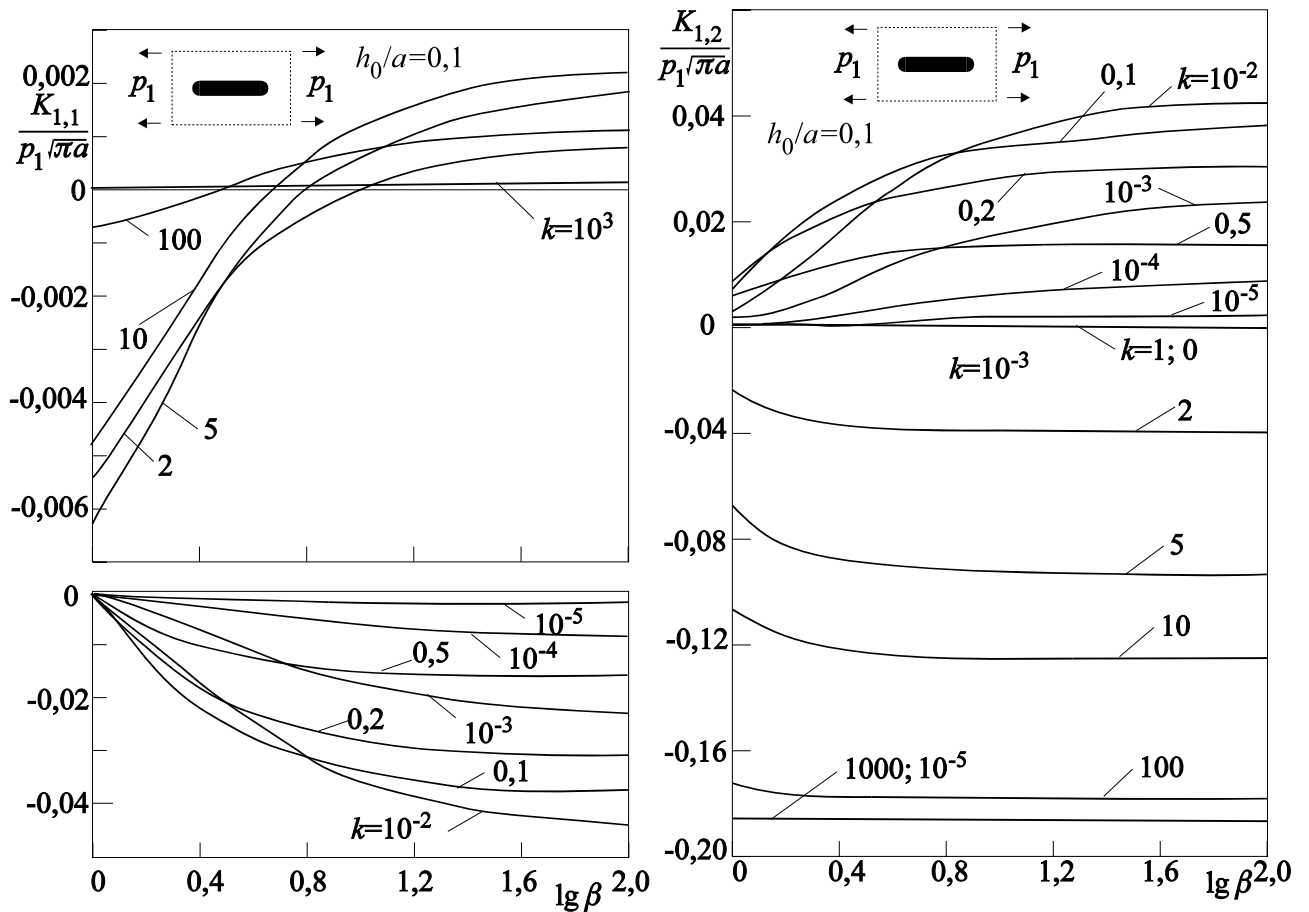 h₀/a=0,1
p₁ p₁
0,002
K₁,₁
p₁√πa
0
k=10³
100
-0,002
10
-0,004
5
2
-0,006
0
10⁻⁵
0,5
10⁻⁴
-0,02
0,2
10⁻³
0,1
-0,04
k=10⁻²
0 0,4 0,8 1,2 1,6 2,0
lg β
K₁,₂
p₁√πa
p₁ p₁
0,1
k=10⁻²
0,04
h₀/a=0,1
10⁻³
0,2
0,02
0,5
10⁻⁴
10⁻⁵
0
k=1; 0
k=10⁻³
2
-0,04
5
-0,08
10
-0,12
-0,16
1000; 10⁻⁵
100
-0,20
0 0,4 0,8 1,2 1,6 2,0
lg β